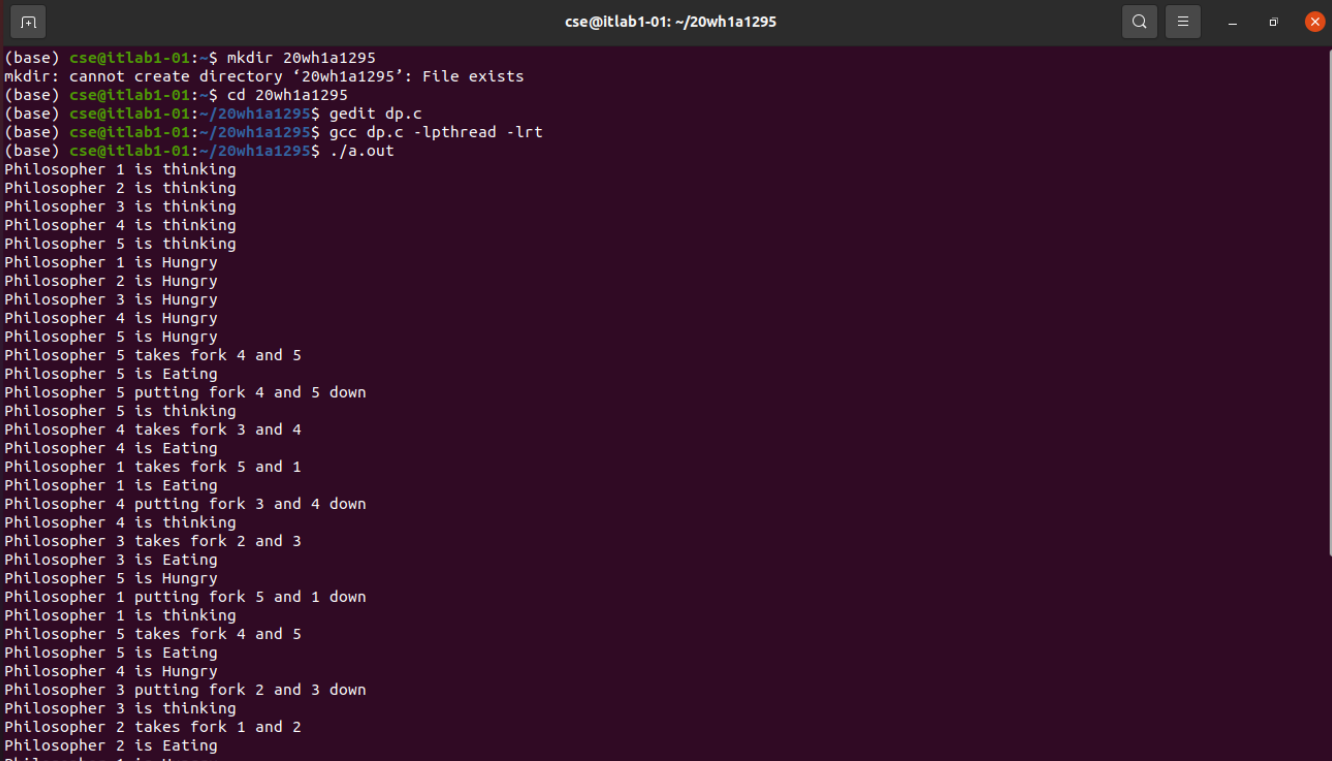 cse@itlab1-01: ~/20wh1a1295
(base) cse@itlab1-01:~$ mkdir 20wh1a1295
mkdir: cannot create directory ‘20wh1a1295’: File exists
(base) cse@itlab1-01:~$ cd 20wh1a1295
(base) cse@itlab1-01:~/20wh1a1295$ gedit dp.c
(base) cse@itlab1-01:~/20wh1a1295$ gcc dp.c -lpthread -lrt
(base) cse@itlab1-01:~/20wh1a1295$ ./a.out
Philosopher 1 is thinking
Philosopher 2 is thinking
Philosopher 3 is thinking
Philosopher 4 is thinking
Philosopher 5 is thinking
Philosopher 1 is Hungry
Philosopher 2 is Hungry
Philosopher 3 is Hungry
Philosopher 4 is Hungry
Philosopher 5 is Hungry
Philosopher 5 takes fork 4 and 5
Philosopher 5 is Eating
Philosopher 5 putting fork 4 and 5 down
Philosopher 5 is thinking
Philosopher 4 takes fork 3 and 4
Philosopher 4 is Eating
Philosopher 1 takes fork 5 and 1
Philosopher 1 is Eating
Philosopher 4 putting fork 3 and 4 down
Philosopher 4 is thinking
Philosopher 3 takes fork 2 and 3
Philosopher 3 is Eating
Philosopher 5 is Hungry
Philosopher 1 putting fork 5 and 1 down
Philosopher 1 is thinking
Philosopher 5 takes fork 4 and 5
Philosopher 5 is Eating
Philosopher 4 is Hungry
Philosopher 3 putting fork 2 and 3 down
Philosopher 3 is thinking
Philosopher 2 takes fork 1 and 2
Philosopher 2 is Eating